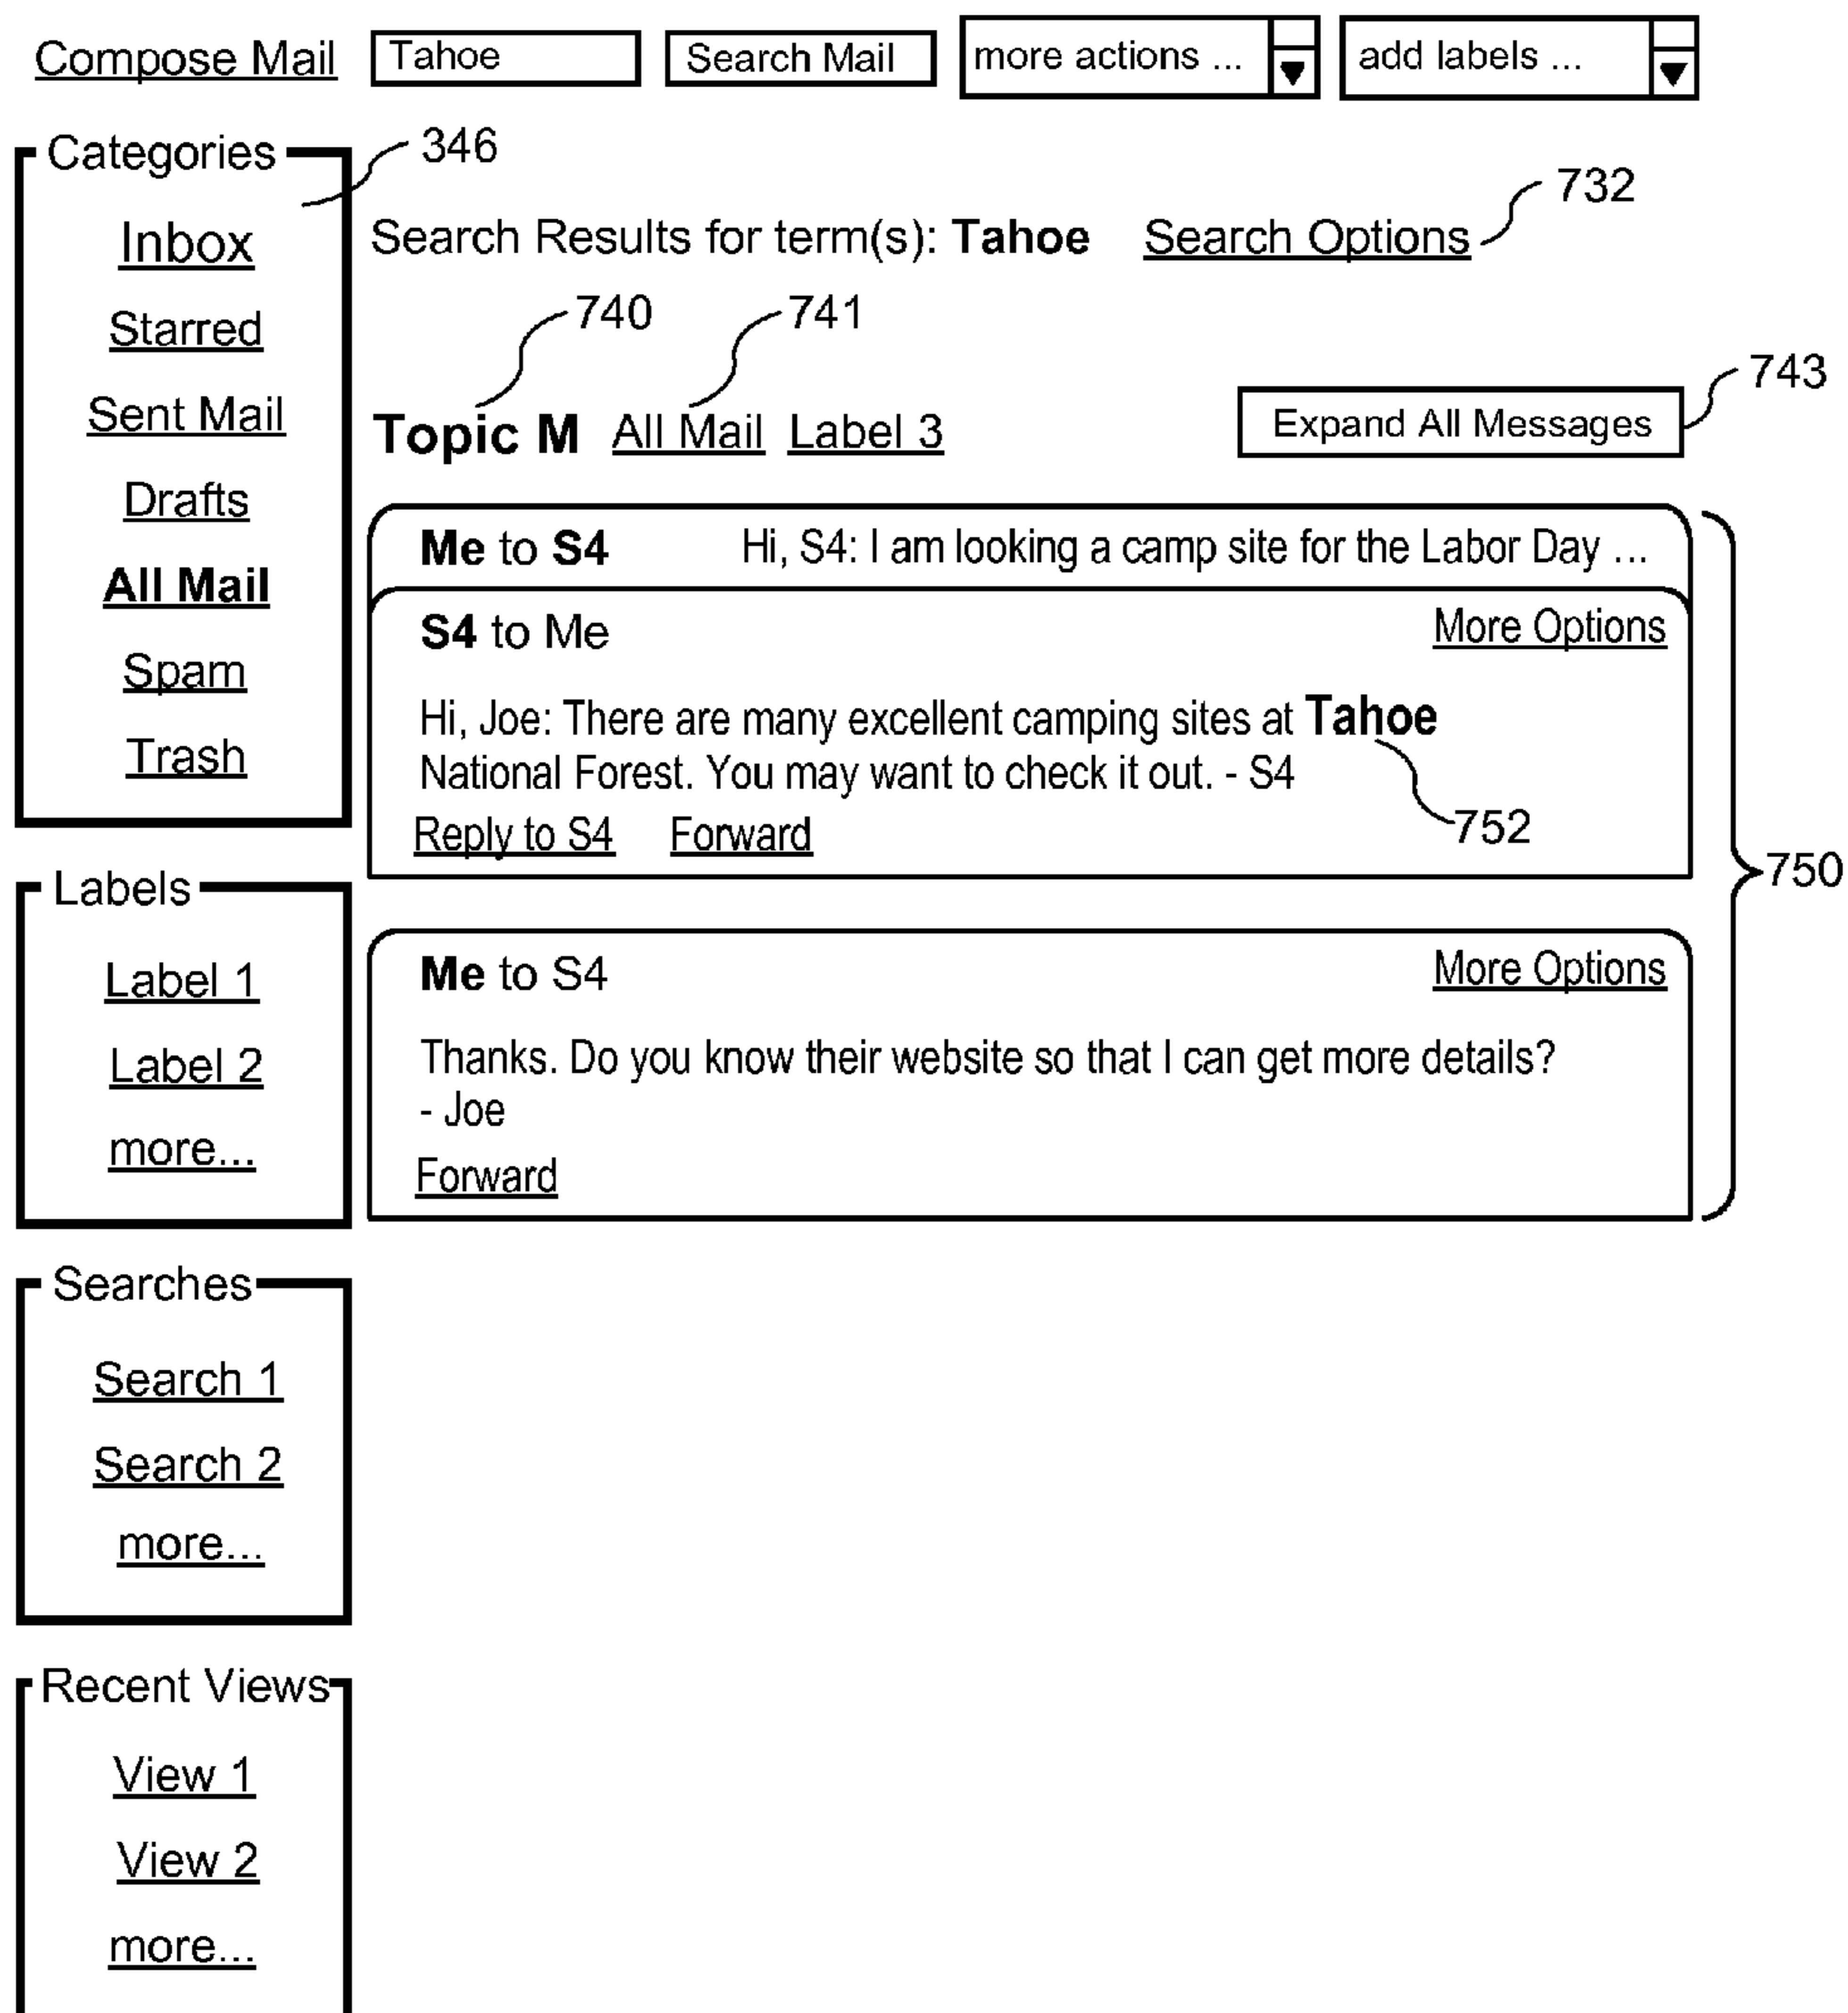 Compose Mail Tahoe Search Mail more actions ... add labels ...
Categories
346
Inbox
Starred
Sent Mail
Drafts
All Mail
Spam
Trash
Labels
Label 1
Label 2
more...
Searches
Search 1
Search 2
more...
Recent Views
View 1
View 2
more...
732
Search Results for term(s): Tahoe Search Options
740 741
743
Topic M All Mail Label 3 Expand All Messages
Me to S4 Hi, S4: I am looking a camp site for the Labor Day ...
S4 to Me More Options
Hi, Joe: There are many excellent camping sites at Tahoe
National Forest. You may want to check it out. - S4
752
Reply to S4 Forward
750
Me to S4 More Options
Thanks. Do you know their website so that I can get more details?
- Joe
Forward